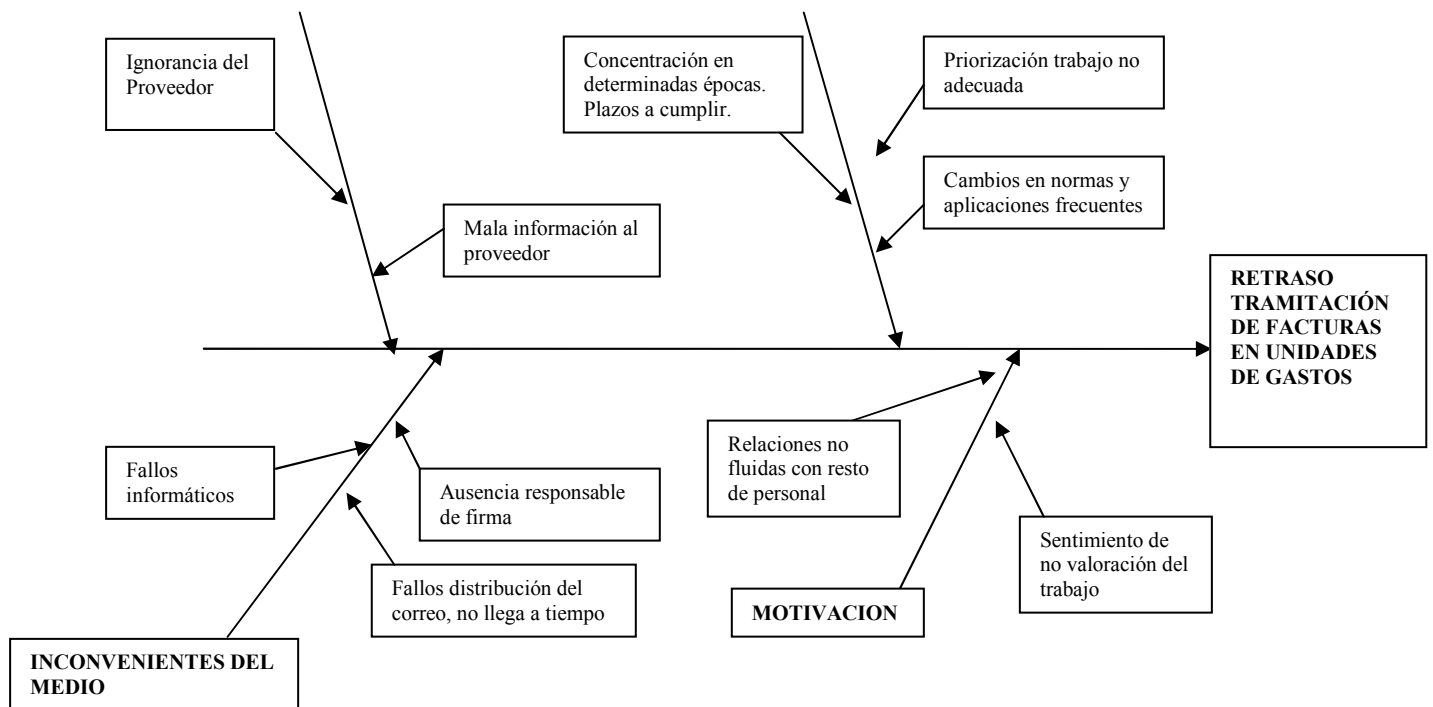 Ignorancia del
Proveedor
Concentración en
determinadas épocas.
Plazos a cumplir.
Priorización trabajo no
adecuada
Mala información al
proveedor
Cambios en normas y
aplicaciones frecuentes
RETRASO
TRAMITACIÓN
DE FACTURAS
EN UNIDADES
DE GASTOS
Fallos
informáticos
Ausencia responsable
de firma
Fallos distribución del
correo, no llega a tiempo
INCONVENIENTES DEL
MEDIO
Relaciones no
fluidas con resto
de personal
Sentimiento de
no valoración del
trabajo
MOTIVACION